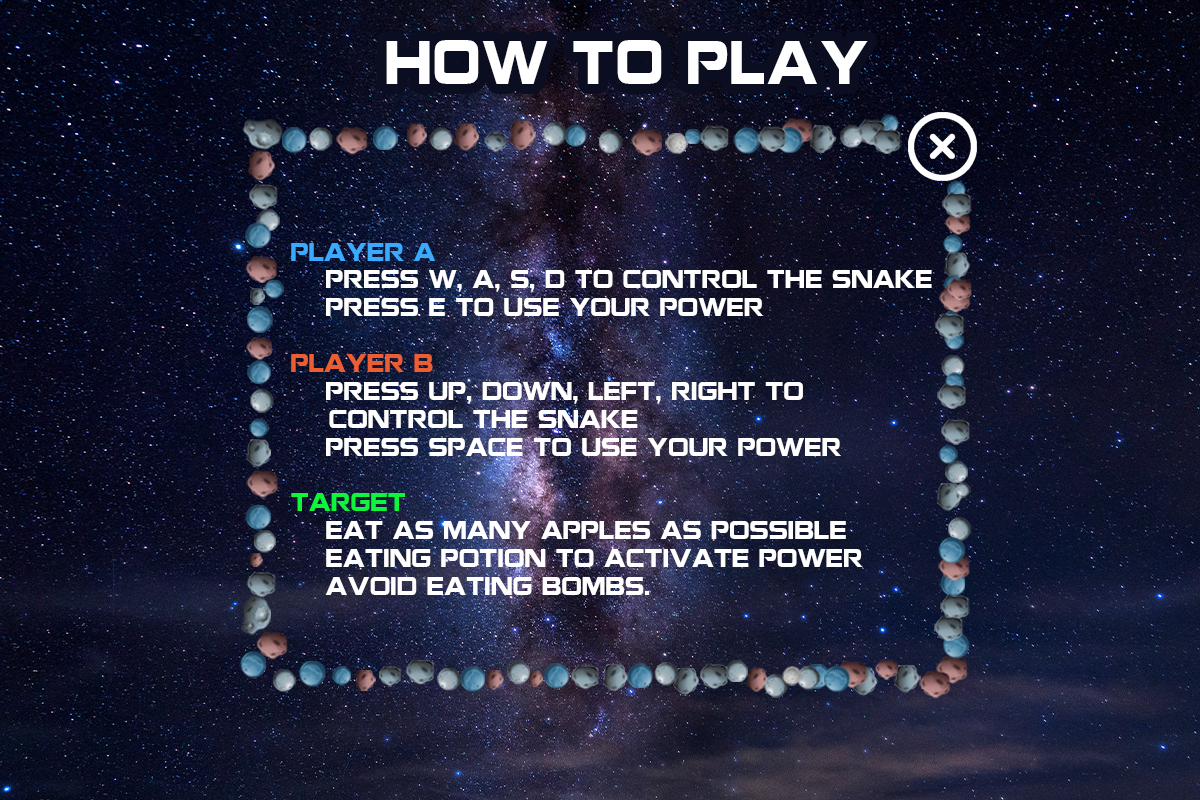 HOW TO PLAY
PLAYER A
PRESS W, A, S, D TO CONTROL THE SNAKE
PRESS E TO USE YOUR POWER
PLAYER B
PRESS UP, DOWN, LEFT, RIGHT TO
CONTROL THE SNAKE
PRESS SPACE TO USE YOUR POWER
TARGET
EAT AS MANY APPLES AS POSSIBLE
EATING POTION TO ACTIVATE POWER
AVOID EATING BOMBS.